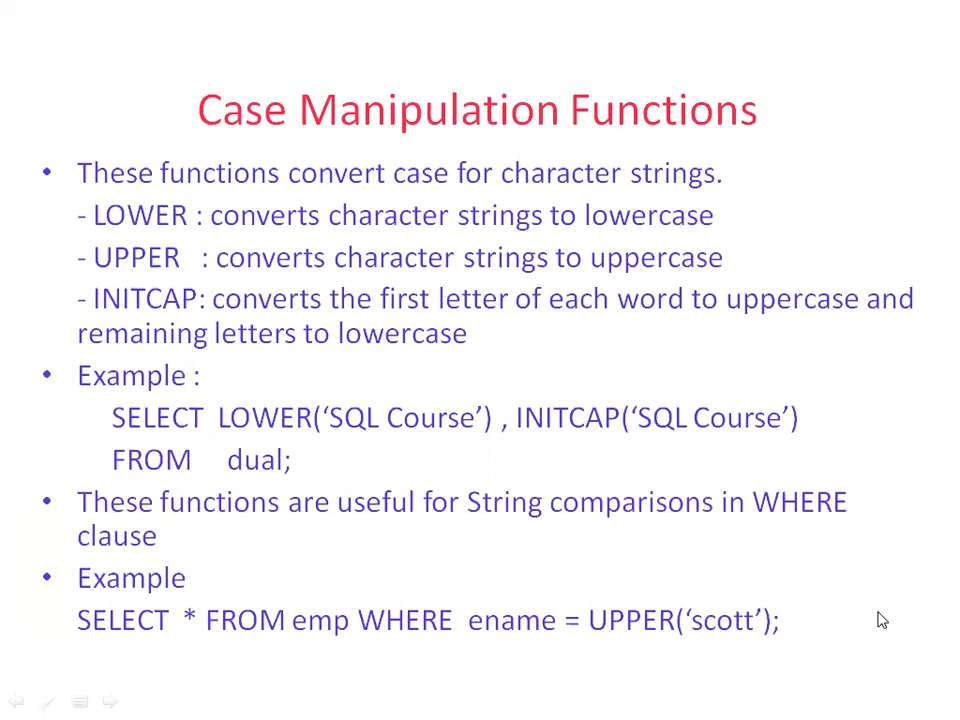 Case Manipulation Functions
• These functions convert case for character strings.
- LOWER : converts character strings to lowercase
- UPPER : converts character strings to uppercase
- INITCAP: converts the first letter of each word to uppercase and
remaining letters to lowercase
• Example :
SELECT LOWER(‘SQL Course’) , INITCAP(‘SQL Course’)
FROM dual;
• These functions are useful for String comparisons in WHERE
clause
• Example
SELECT * FROM emp WHERE ename = UPPER(‘scott’);